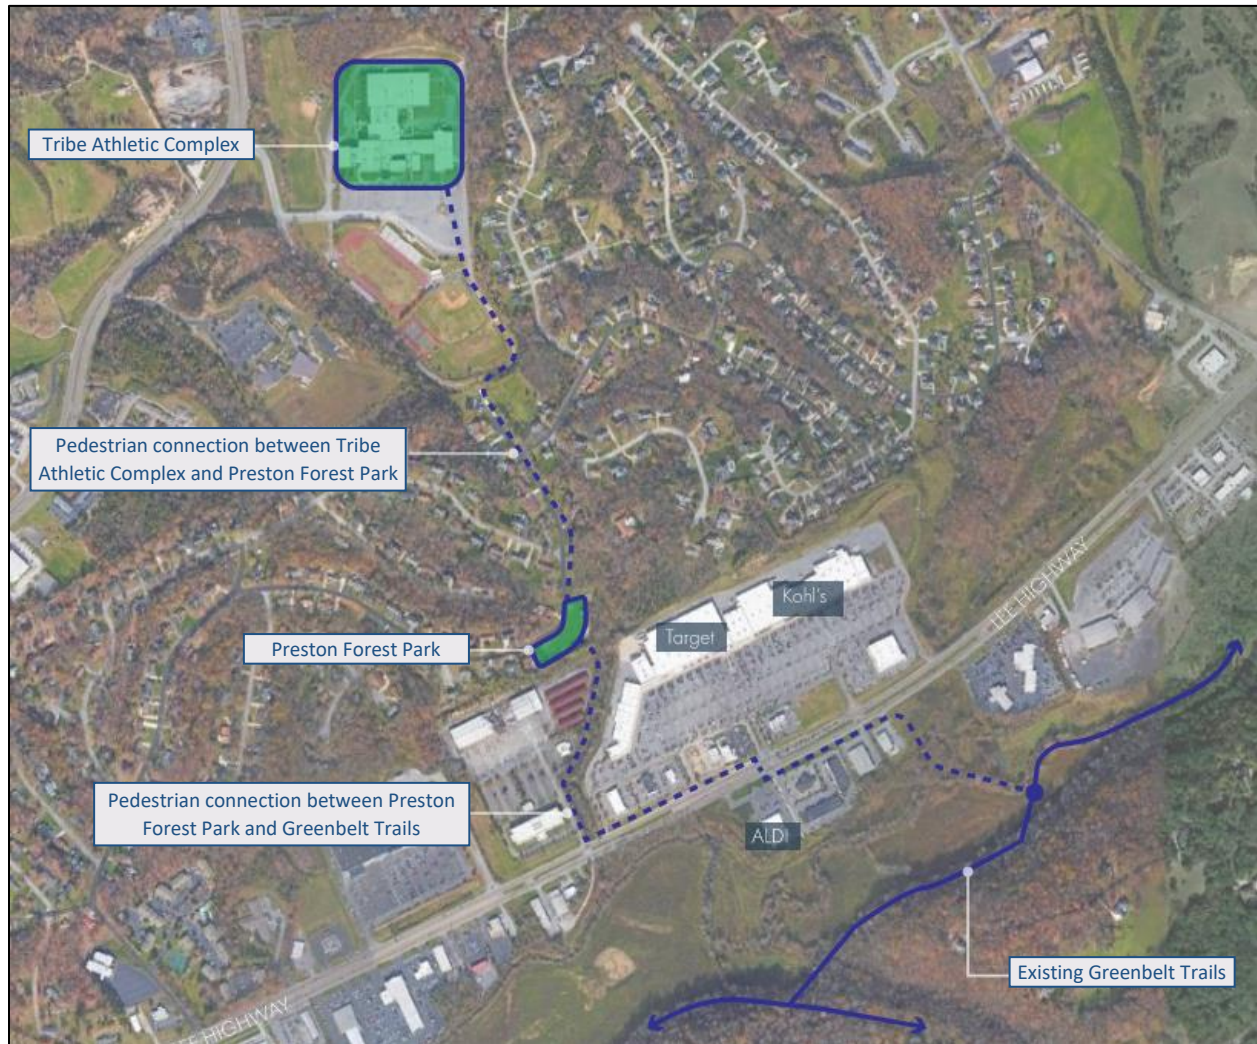 Tribe Athletic Complex
Pedestrian connection between Tribe
Athletic Complex and Preston Forest Park
Kohl's
LEE HIGHWAY
Target
Preston Forest Park
Pedestrian connection between Preston
Forest Park and Greenbelt Trails
ALDI
Existing Greenbelt Trails
LEE HIGHWAY